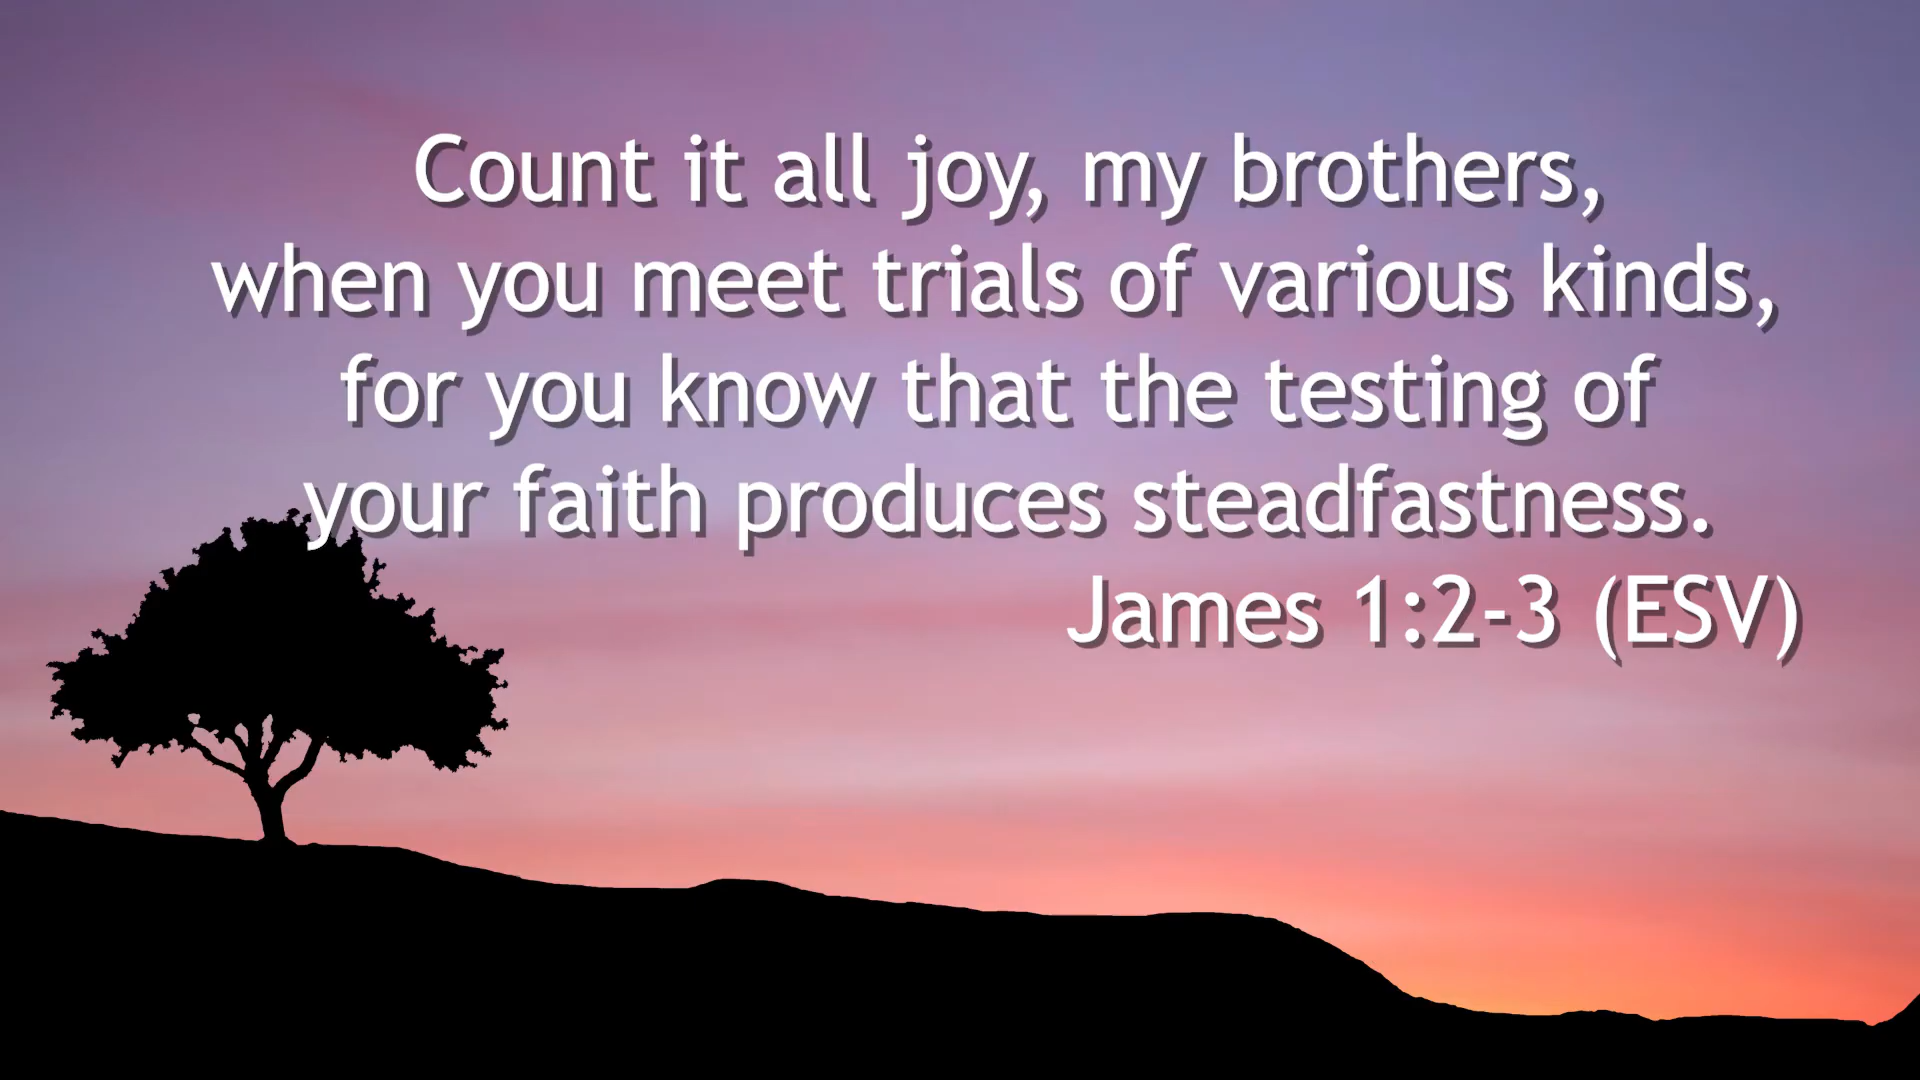 Count it all joy, my brothers,
when you meet trials of various kinds,
for you know that the testing of
your faith produces steadfastness.
James 1:2-3 (ESV)